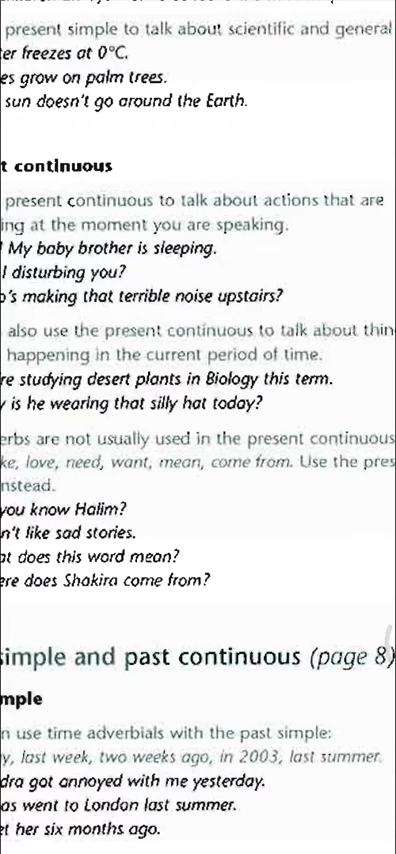 present simple to talk about scientific and general
ter freezes at 0°C.
es grow on palm trees.
sun doesn't go around the Earth.
t continuous
present continuous to talk about actions that are
ing at the moment you are speaking.
! My baby brother is sleeping.
I disturbing you?
o's making that terrible noise upstairs?
also use the present continuous to talk about thin
happening in the current period of time.
re studying desert plants in Biology this term.
y is he wearing that silly hat today?
erbs are not usually used in the present continuous
ke, love, need, want, mean, come from. Use the pres
nstead.
you know Halim?
n't like sad stories.
at does this word mean?
ere does Shakira come from?
simple and past continuous (page 8)
mple
n use time adverbials with the past simple:
y, last week, two weeks ago, in 2003, last summer.
dra got annoyed with me yesterday.
as went to London last summer.
et her six months ago.